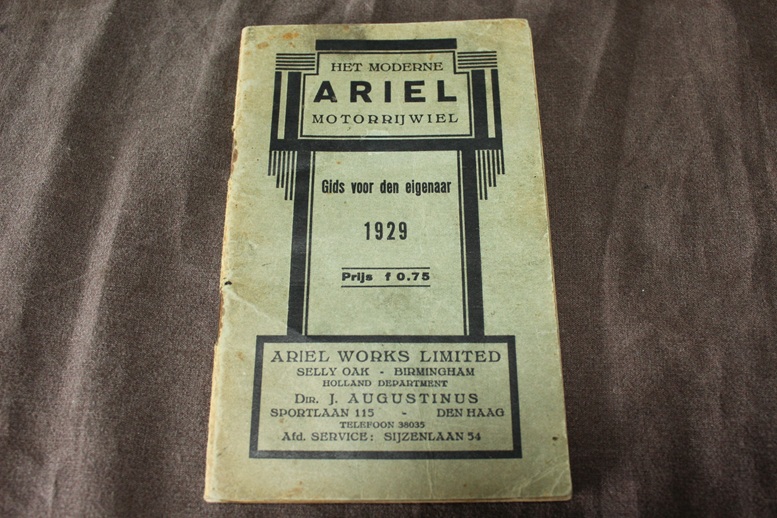 HET MODERNE
ARIEL
MOTORRIJWIEL
Gids voor den eigenaar
1929
Prijs f 0.75
ARIEL WORKS LIMITED
SELLY OAK - BIRMINGHAM
HOLLAND DEPARTMENT
DIR. J. AUGUSTINUS
SPORTLAAN 115 - DEN HAAG
TELEFOON 36035
Afd. SERVICE: SIJZENLAAN 54